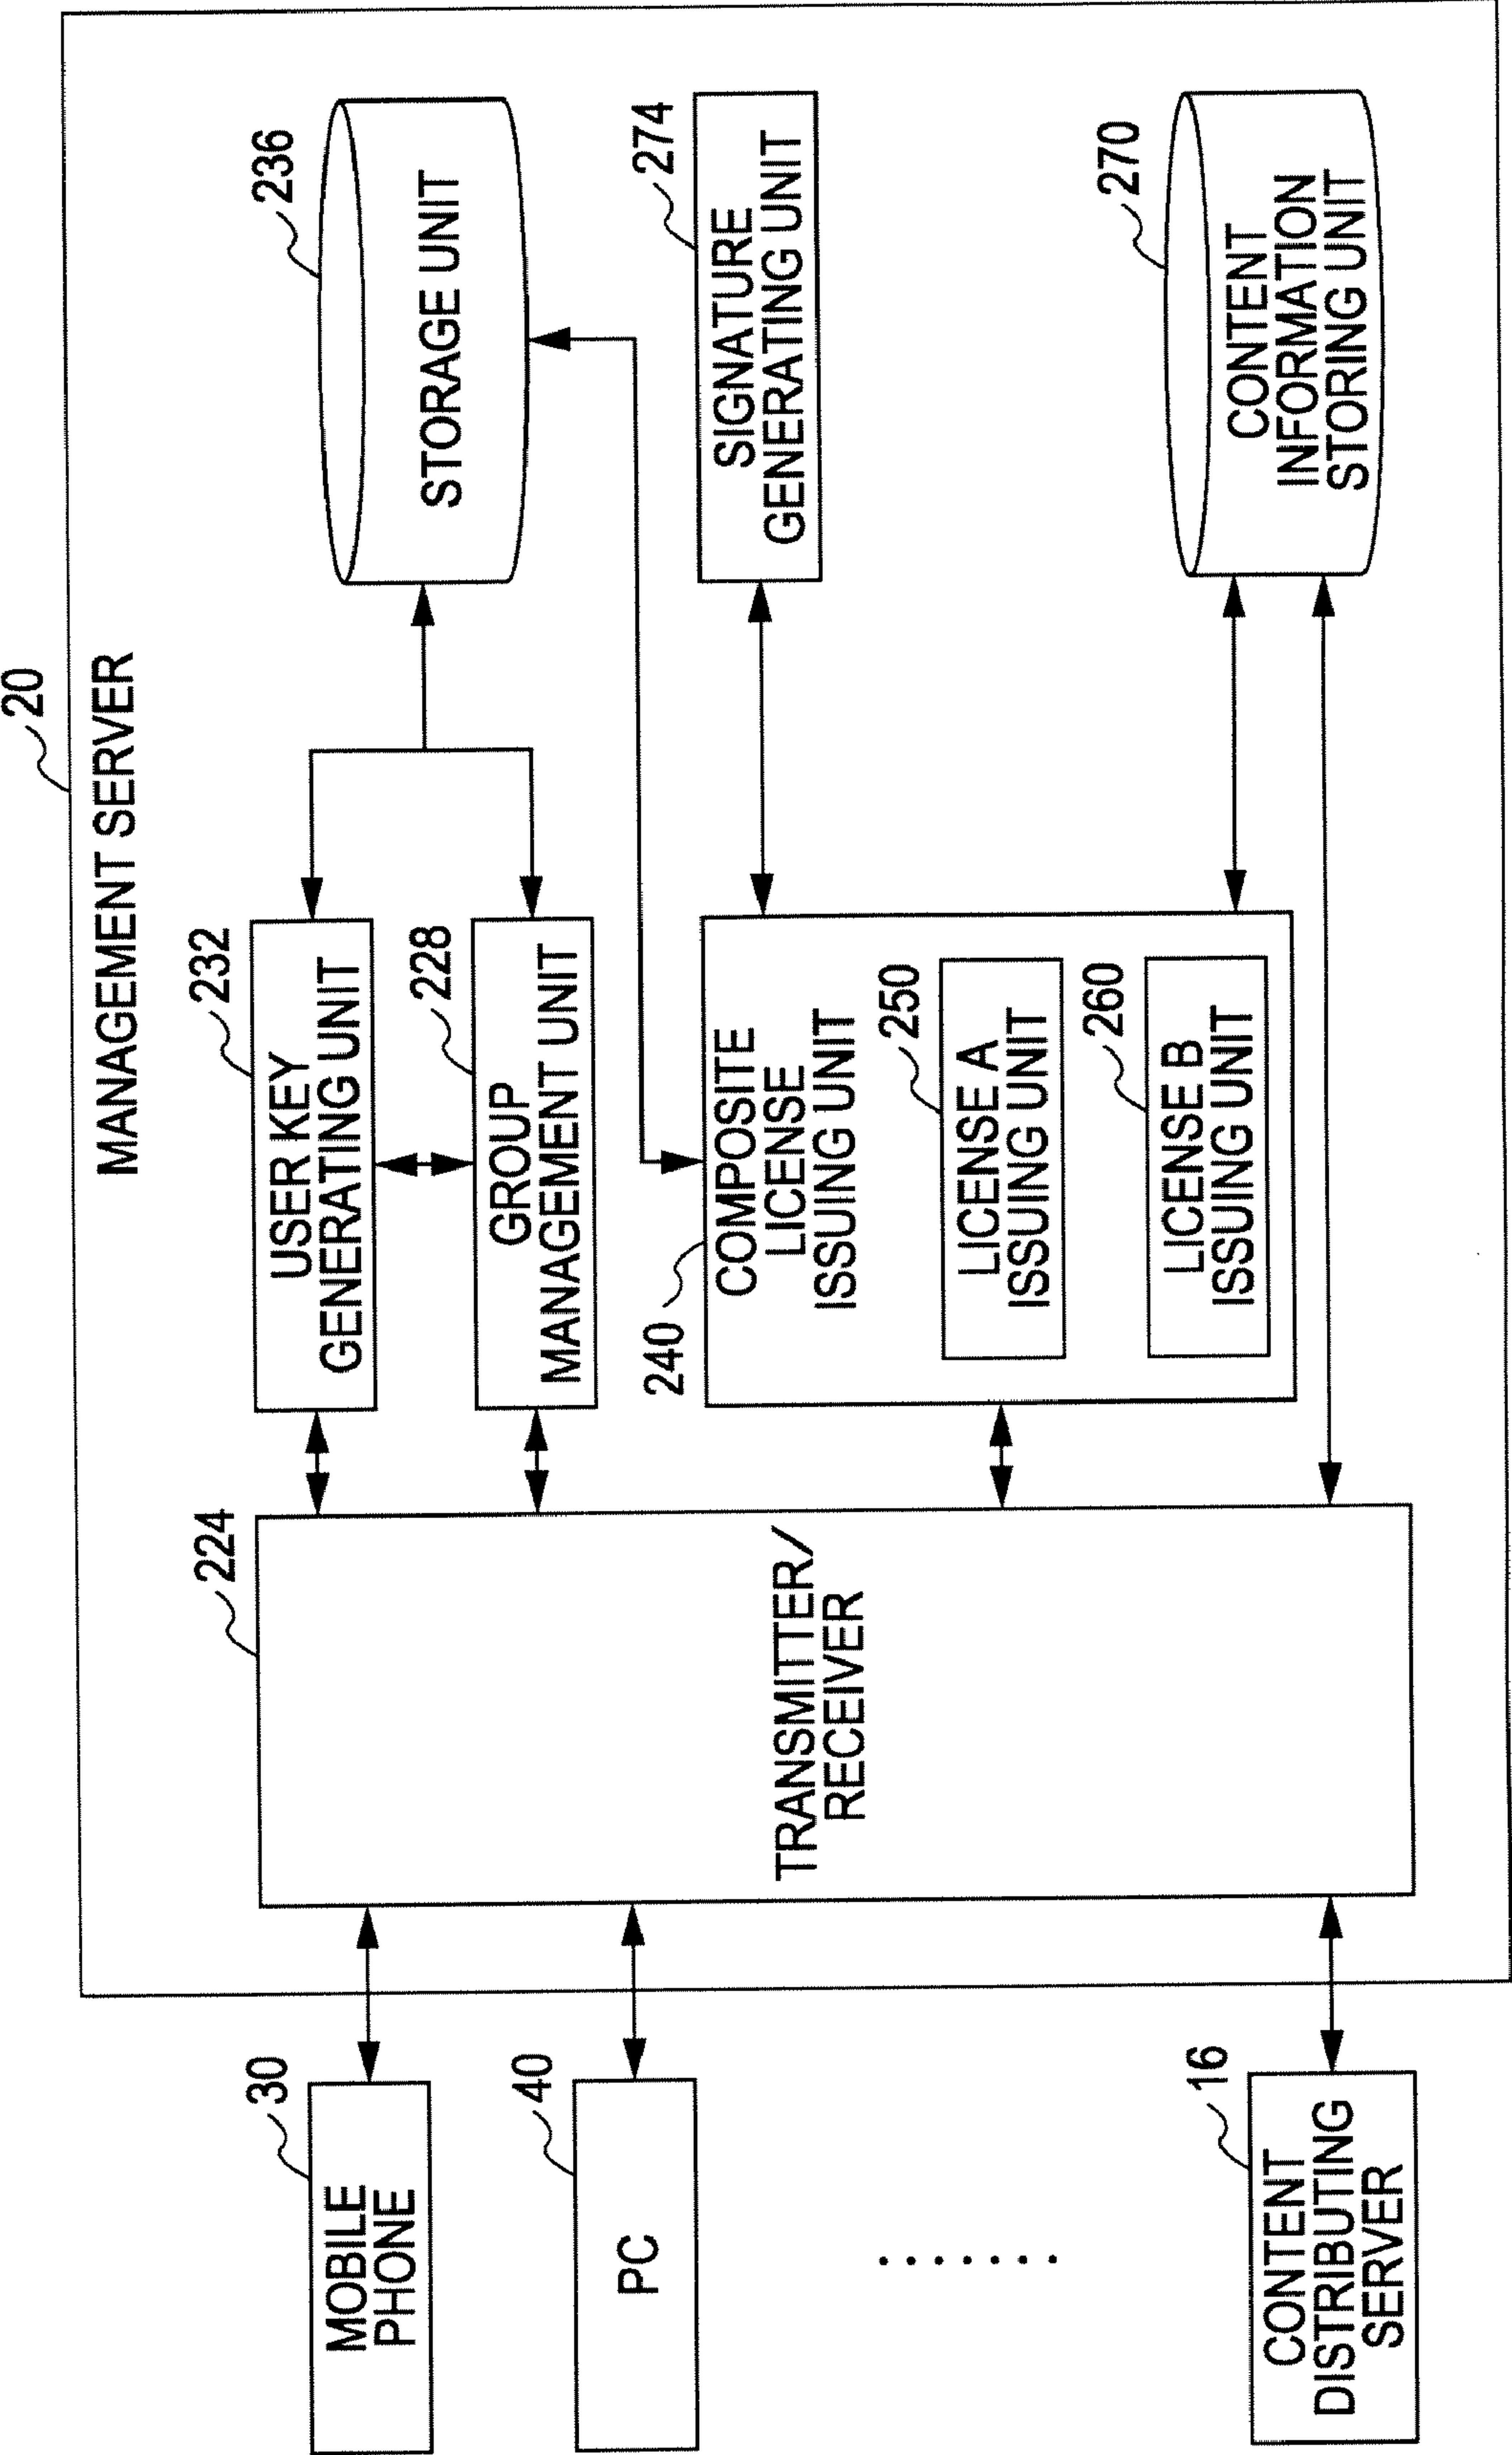 20
MANAGEMENT SERVER
30
MOBILE
PHONE
40
PC
16
CONTENT
DISTRIBUTING
SERVER
224
TRANSMITTER/
RECEIVER
232
USER KEY
GENERATING UNIT
228
GROUP
MANAGEMENT UNIT
240
COMPOSITE
LICENSE
ISSUING UNIT
250
LICENSE A
ISSUING UNIT
260
LICENSE B
ISSUING UNIT
236
STORAGE UNIT
274
SIGNATURE
GENERATING UNIT
270
CONTENT
INFORMATION
STORING UNIT